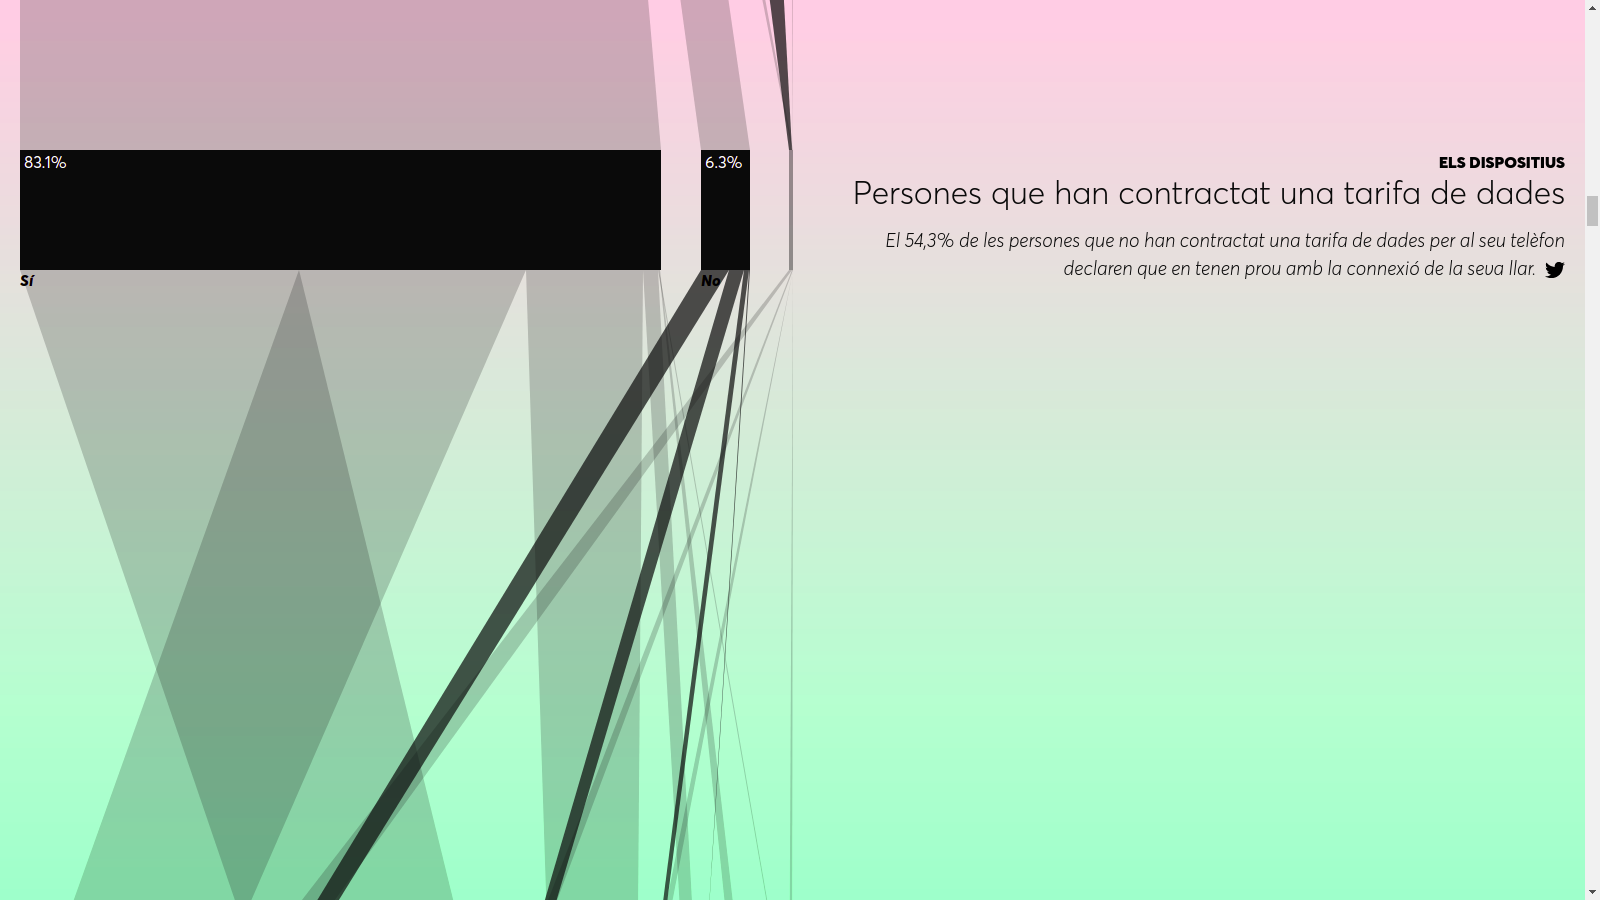 83.1%
6.3%
Sí
No
ELS DISPOSITIUS
Persones que han contractat una tarifa de dades
El 54,3% de les persones que no han contractat una tarifa de dades per al seu telèfon
declaren que en tenen prou amb la connexió de la seva llar.